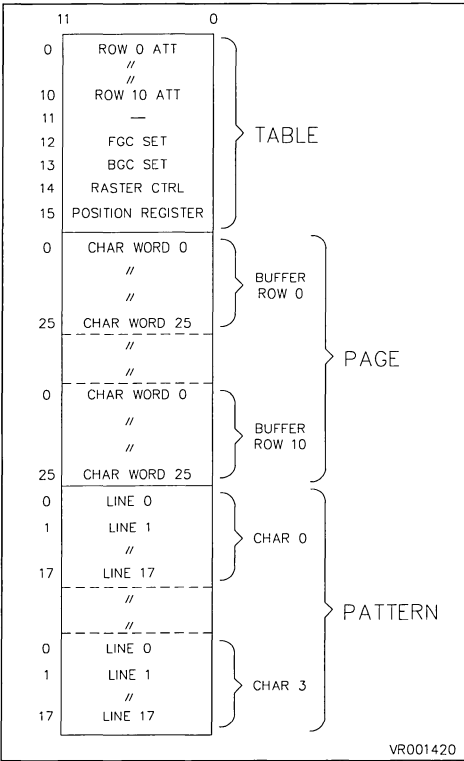 11 0
0 ROW 0 ATT
〃
〃
10 ROW 10 ATT
11 —
12 FGC SET
13 BGC SET
14 RASTER CTRL
15 POSITION REGISTER
TABLE
0 CHAR WORD 0
〃
〃
25 CHAR WORD 25
BUFFER
ROW 0
〃
〃
0 CHAR WORD 0
〃
〃
25 CHAR WORD 25
BUFFER
ROW 10
PAGE
0 LINE 0
1 LINE 1
〃
17 LINE 17
CHAR 0
〃
〃
0 LINE 0
1 LINE 1
〃
17 LINE 17
CHAR 3
PATTERN
VR001420